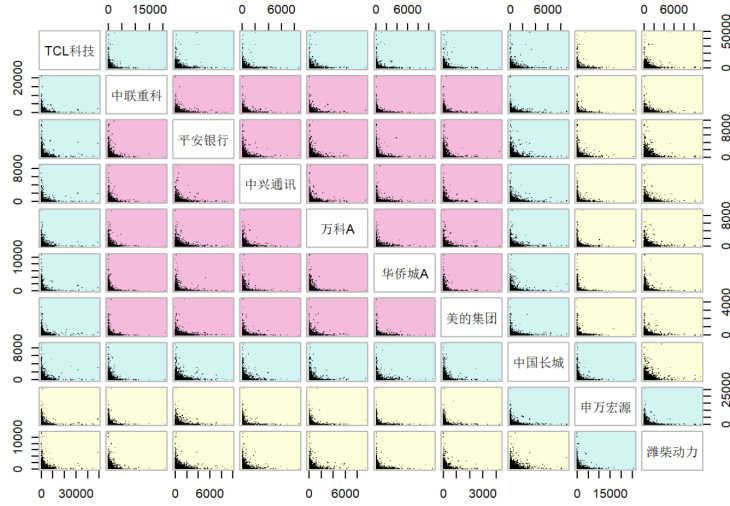 0 15000 0 6000 0 6000 0 6000
TCL科技 0 50000
0 20000 中联重科
平安银行 0 8000
0 8000 中兴通讯
万科A 0 8000
0 10000 华侨城A
美的集团 0 4000
0 8000 中国长城
申万宏源 0 25000
0 10000 潍柴动力
0 30000 0 6000 0 6000 0 3000 0 15000